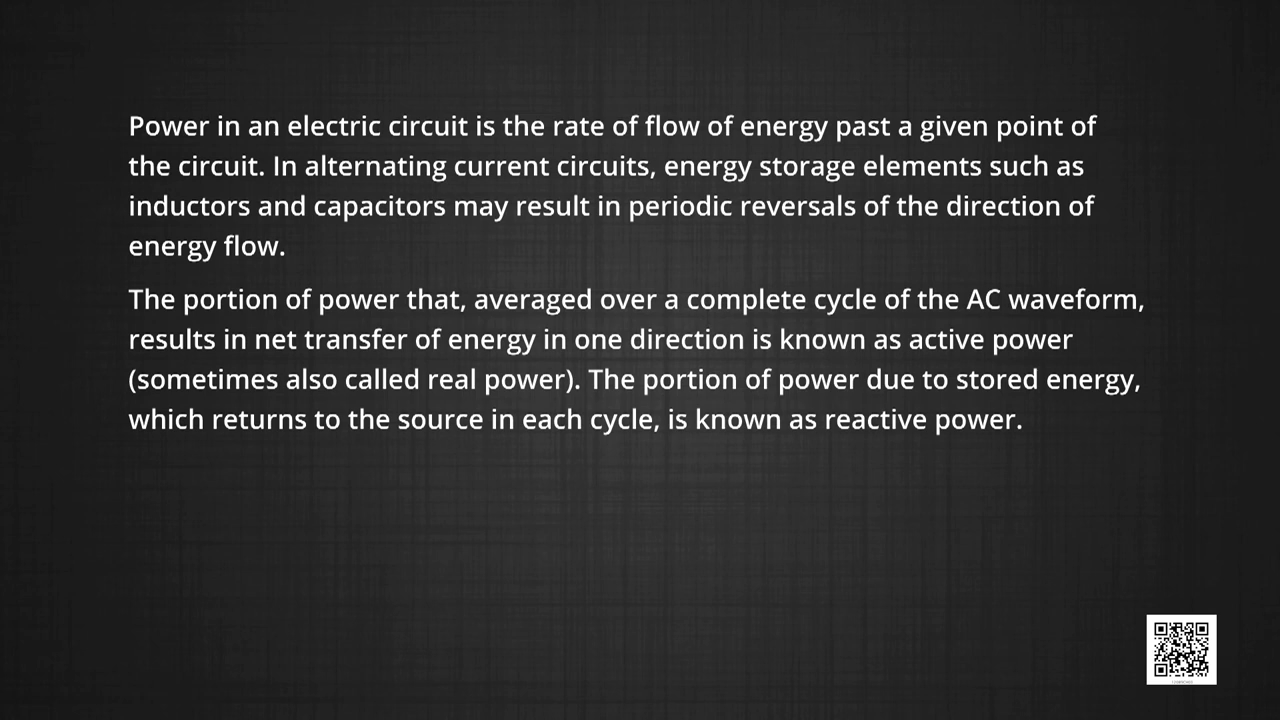 Power in an electric circuit is the rate of flow of energy past a given point of
the circuit. In alternating current circuits, energy storage elements such as
inductors and capacitors may result in periodic reversals of the direction of
energy flow.
The portion of power that, averaged over a complete cycle of the AC waveform,
results in net transfer of energy in one direction is known as active power
(sometimes also called real power). The portion of power due to stored energy,
which returns to the source in each cycle, is known as reactive power.